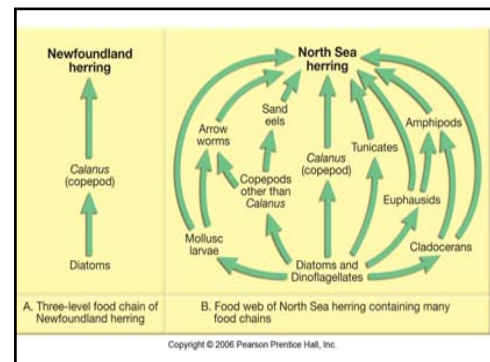 Newfoundland
herring
Calanus
(copepod)
Diatoms
A. Three-level food chain of
Newfoundland herring
North Sea
herring
Sand
eels
Arrow
worms
Amphipods
Tunicates
Calanus
(copepod)
Copepods
other than
Calanus
Euphausids
Mollusc
larvae
Diatoms and
Dinoflagellates
Cladocerans
B. Food web of North Sea herring containing many
food chains
Copyright © 2006 Pearson Prentice Hall, Inc.